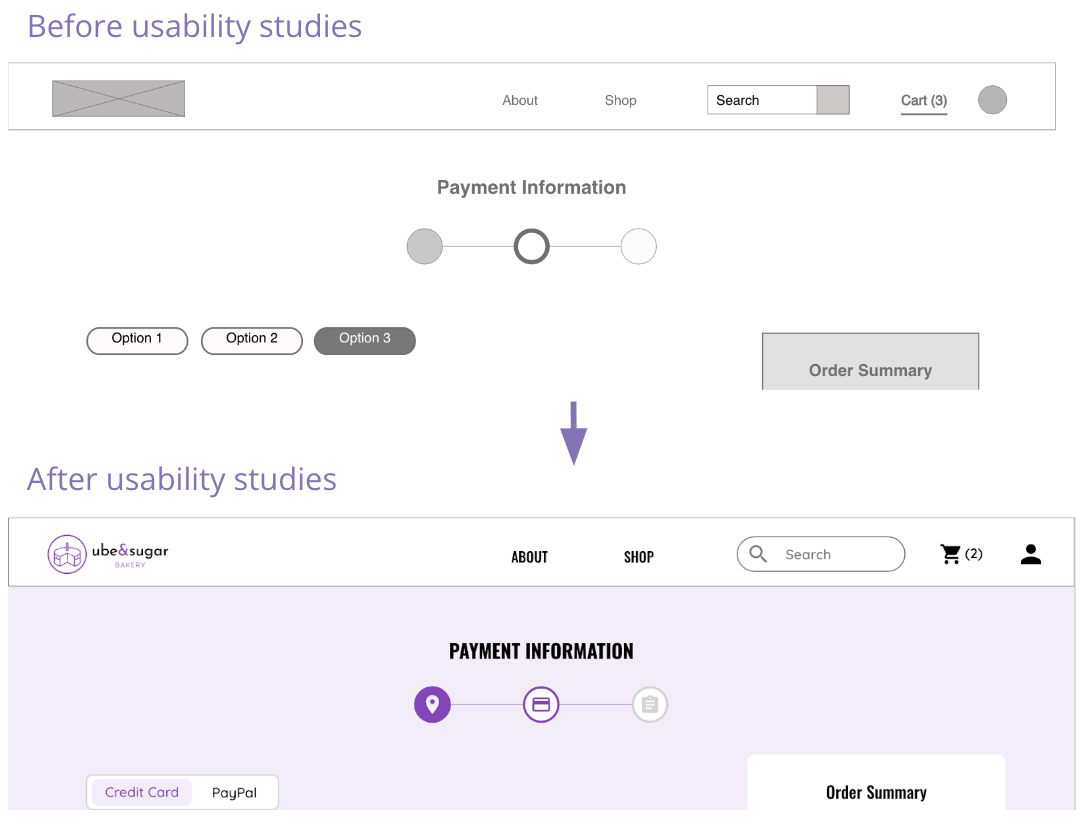 Before usability studies
About Shop Search Cart (3)
Payment Information
Option 1 Option 2 Option 3
Order Summary
After usability studies
ube&sugar
BAKERY
ABOUT SHOP Search (2)
PAYMENT INFORMATION
Credit Card PayPal
Order Summary